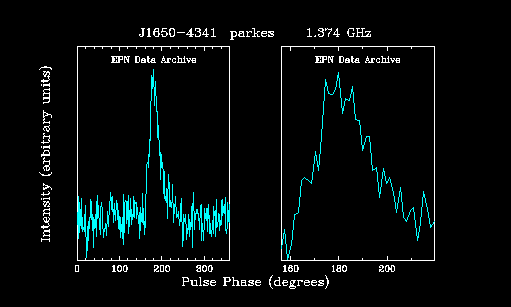 J1650-4341 parkes 1.374 GHz
EPN Data Archive EPN Data Archive
Intensity (arbitrary units)
0 100 200 300 160 180 200
Pulse Phase (degrees)